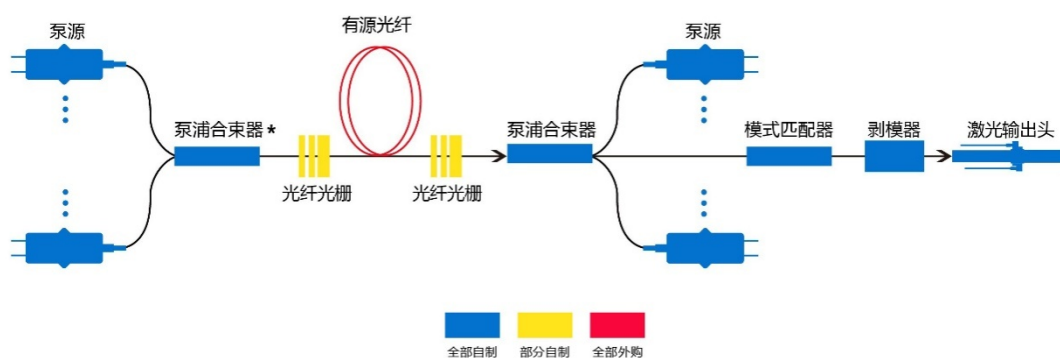 泵源
有源光纤
泵源
泵浦合束器*
泵浦合束器
模式匹配器
剥模器
激光输出头
光纤光栅
光纤光栅
全部自制
部分自制
全部外购